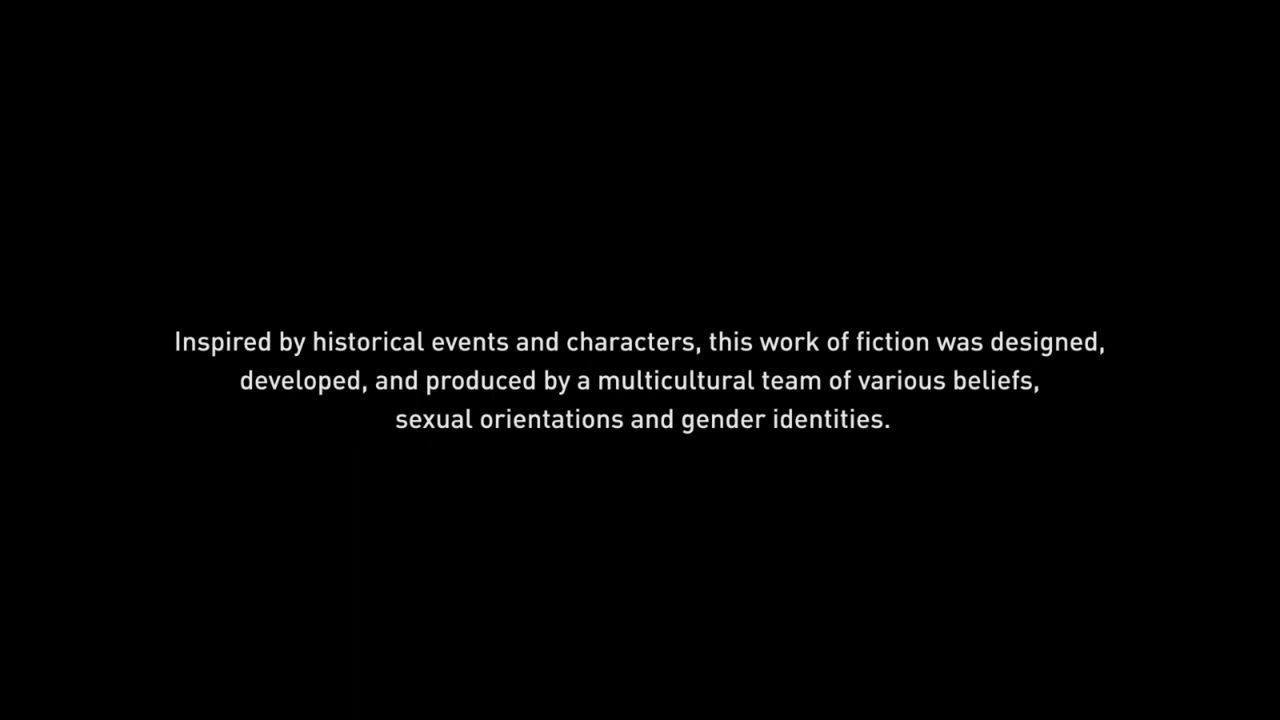 Inspired by historical events and characters, this work of fiction was designed,
developed, and produced by a multicultural team of various beliefs,
sexual orientations and gender identities.